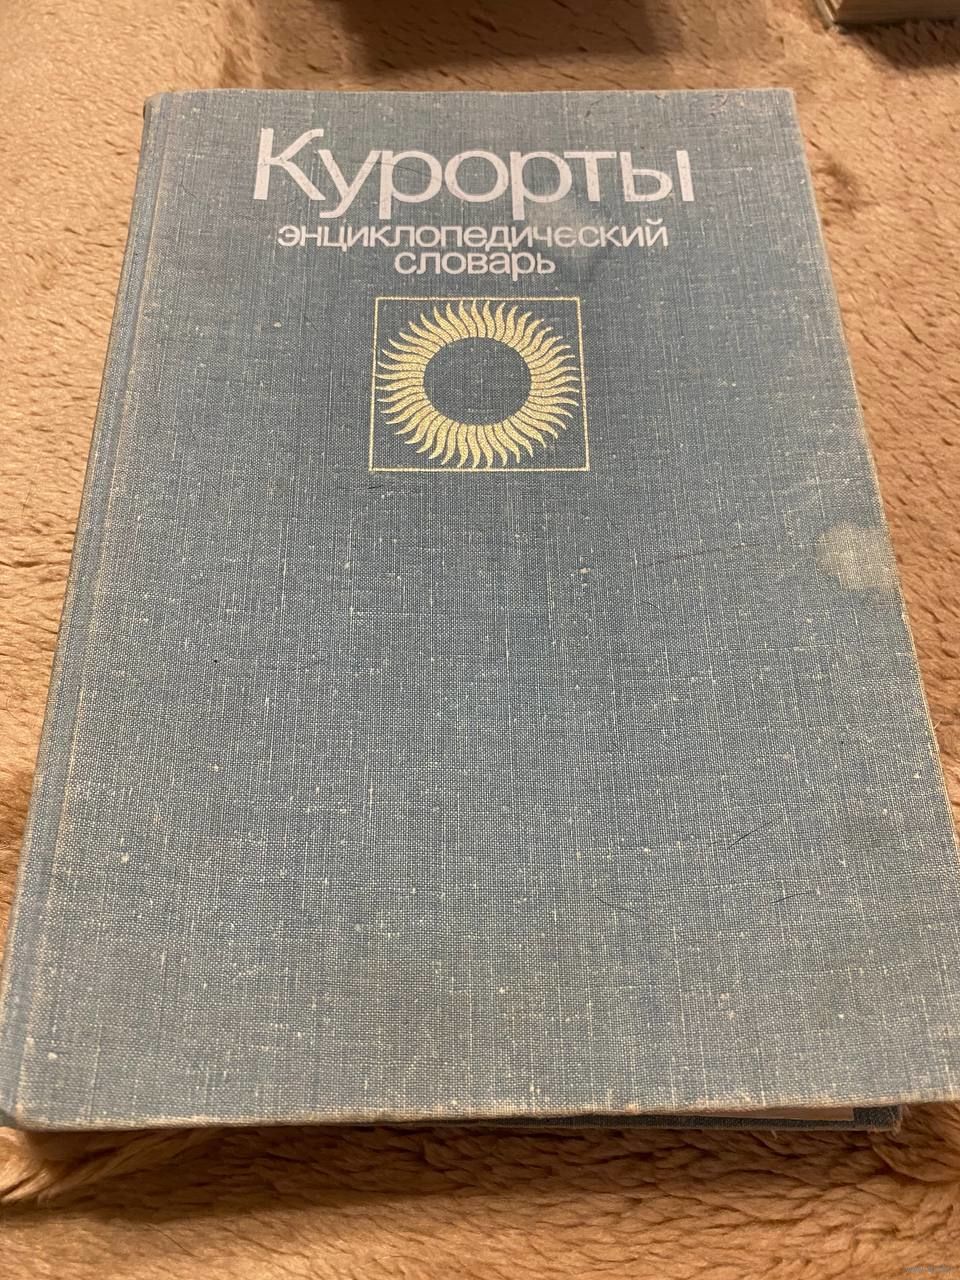 Курорты
энциклопедический
словарь